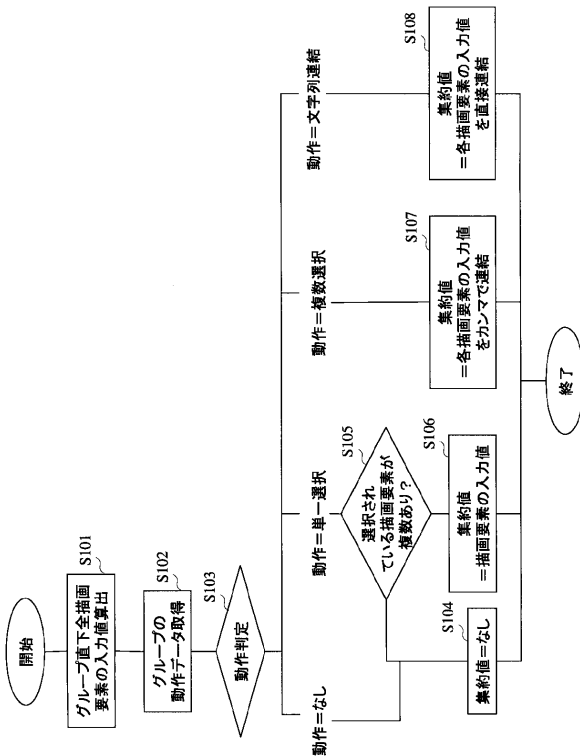 開始
S101
グループ直下全描画
要素の入力値算出
S102
グループの
動作データ取得
S103
動作判定
動作=なし
動作=単一選択
動作=複数選択
動作=文字列連結
S105
選択され
ている描画要素が
複数あり?
S104
集約値=なし
S106
集約値
=描画要素の入力値
S107
集約値
=各描画要素の入力値
をカンマで連結
S108
集約値
=各描画要素の入力値
を直接連結
終了